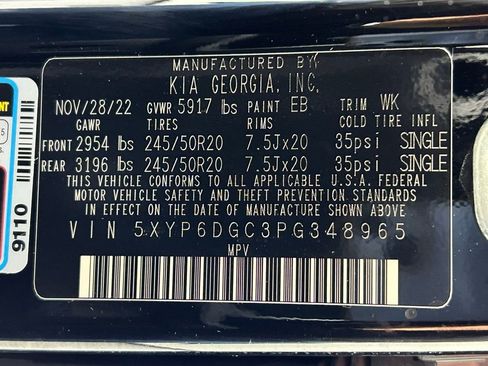 MANUFACTURED BY
KIA GEORGIA, INC.
NOV/28/22 GVWR 5917 lbs PAINT EB TRIM WK
GAWR TIRES RIMS COLD TIRE INFL
FRONT 2954 lbs 245/50R20 7.5Jx20 35psi SINGLE
REAR 3196 lbs 245/50R20 7.5Jx20 35psi SINGLE
THIS VEHICLE CONFORMS TO ALL APPLICABLE U.S.A. FEDERAL
MOTOR VEHICLE SAFETY AND THEFT PREVENTION STANDARDS
IN EFFECT ON THE DATE OF MANUFACTURE SHOWN ABOVE.
VIN 5XYP6DGC3PG348965
MPV
9110